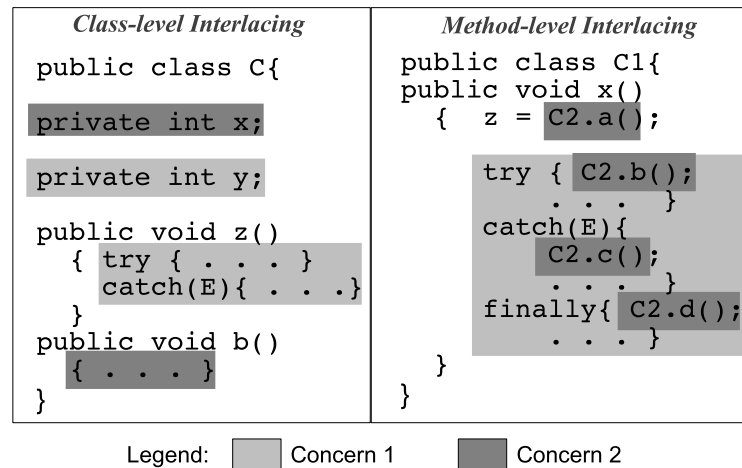 Class-level Interlacing
public class C{
private int x;
private int y;
public void z()
{ try { . . . }
catch(E){ . . .}
}
public void b()
{ . . . }
}
Method-level Interlacing
public class C1{
public void x()
{ z = C2.a();
try { C2.b();
. . . }
catch(E){
C2.c();
. . . }
finally{ C2.d();
. . . }
}
}
Legend: Concern 1 Concern 2